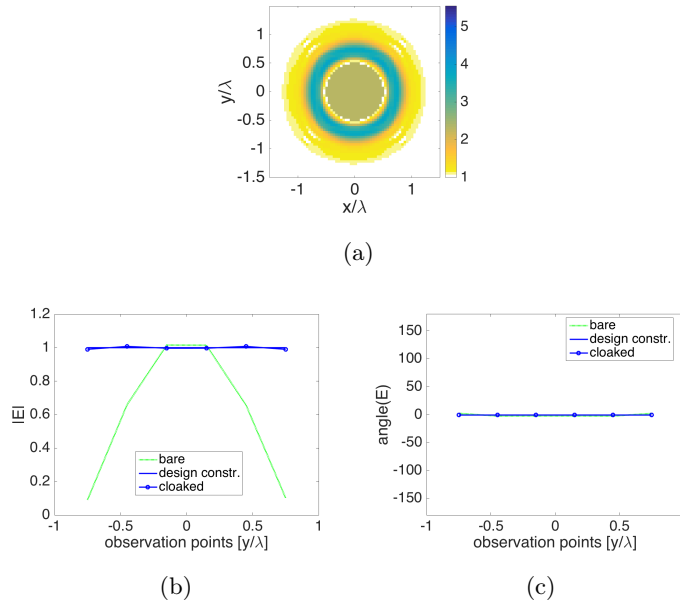 1
0.5
0
-0.5
-1
-1.5
y/λ
-1 0 1
x/λ
5
4
3
2
1
(a)
1.2
1
0.8
0.6
0.4
0.2
0
|E|
-1 -0.5 0 0.5 1
observation points [y/λ]
bare
design constr.
cloaked
(b)
150
100
50
0
-50
-100
-150
angle(E)
-1 -0.5 0 0.5 1
observation points [y/λ]
bare
design constr.
cloaked
(c)